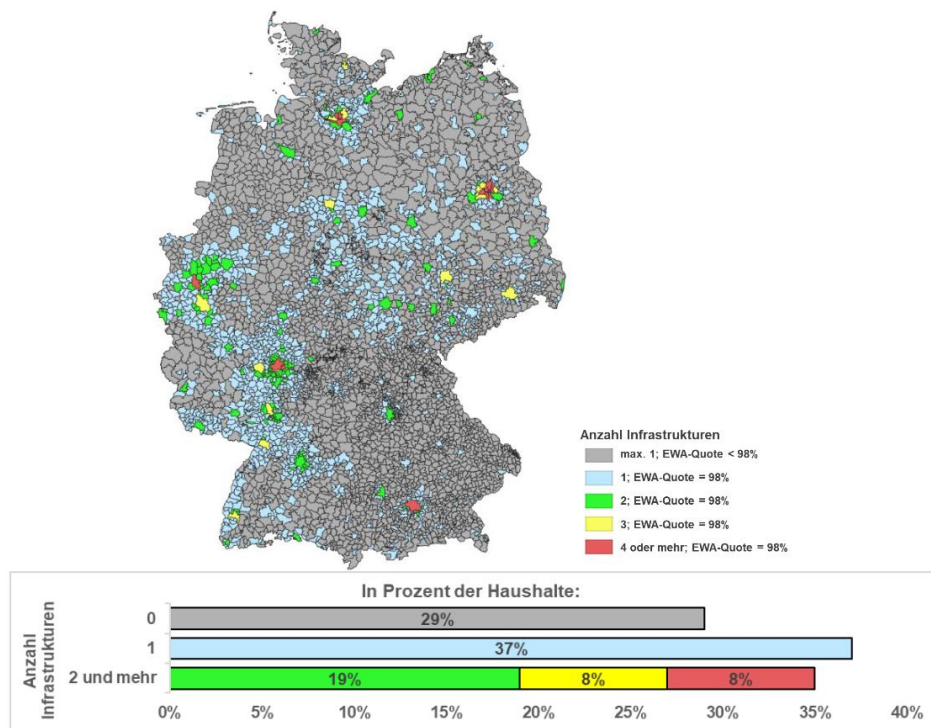 Anzahl Infrastrukturen
max. 1; EWA-Quote < 98%
1; EWA-Quote = 98%
2; EWA-Quote = 98%
3; EWA-Quote = 98%
4 oder mehr; EWA-Quote = 98%
In Prozent der Haushalte:
Anzahl
Infrastrukturen
0
29%
1
37%
2 und mehr
19%
8%
8%
0%
5%
10%
15%
20%
25%
30%
35%
40%